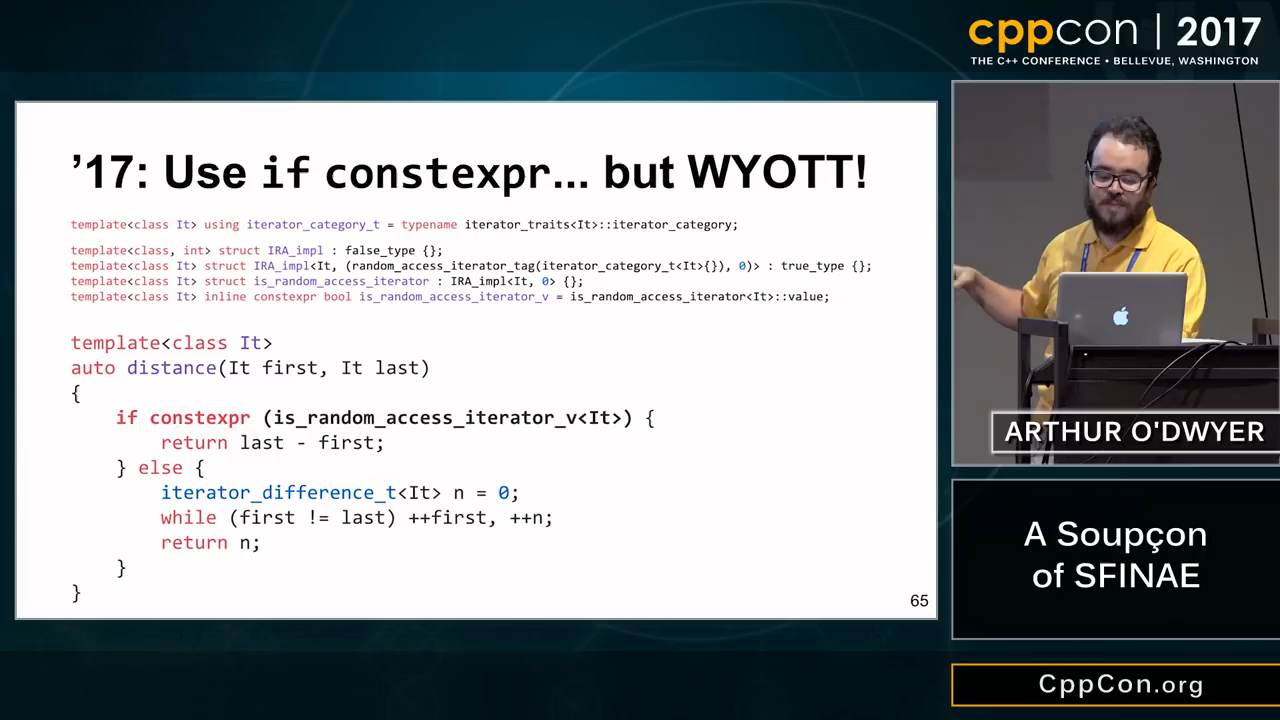 cppcon | 2017
THE C++ CONFERENCE • BELLEVUE, WASHINGTON
’17: Use if constexpr... but WYOTT!
template<class It> using iterator_category_t = typename iterator_traits<It>::iterator_category;
template<class, int> struct IRA_impl : false_type {};
template<class It> struct IRA_impl<It, (random_access_iterator_tag(iterator_category_t<It>{}), 0)> : true_type {};
template<class It> struct is_random_access_iterator : IRA_impl<It, 0> {};
template<class It> inline constexpr bool is_random_access_iterator_v = is_random_access_iterator<It>::value;
template<class It>
auto distance(It first, It last)
{
if constexpr (is_random_access_iterator_v<It>) {
return last - first;
} else {
iterator_difference_t<It> n = 0;
while (first != last) ++first, ++n;
return n;
}
}
65
ARTHUR O'DWYER
A Soupçon
of SFINAE
CppCon.org